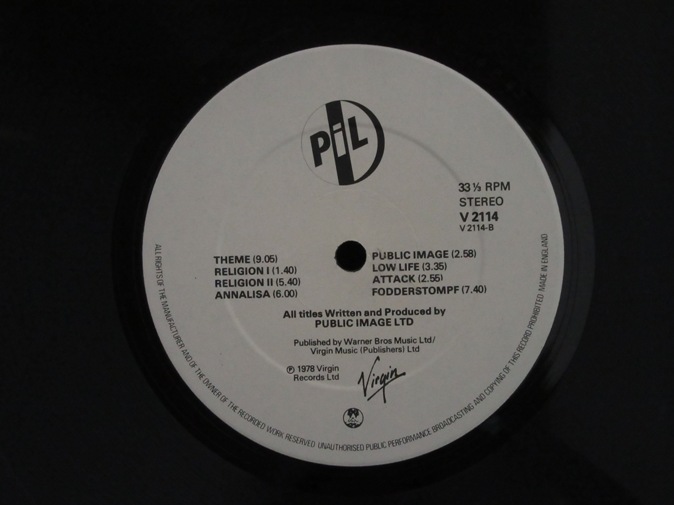 PiL
33⅓ RPM
STEREO
V 2114
V 2114-B
THEME (9.05)
RELIGION I (1.40)
RELIGION II (5.40)
ANNALISA (6.00)
PUBLIC IMAGE (2.58)
LOW LIFE (3.35)
ATTACK (2.55)
FODDERSTOMPF (7.40)
All titles Written and Produced by
PUBLIC IMAGE LTD
Published by Warner Bros Music Ltd/
Virgin Music (Publishers) Ltd
℗ 1978 Virgin
Records Ltd
Virgin
ALL RIGHTS OF THE MANUFACTURER AND OF THE OWNER OF THE RECORDED WORK RESERVED UNAUTHORISED PUBLIC PERFORMANCE BROADCASTING AND COPYING OF THIS RECORD PROHIBITED MADE IN ENGLAND